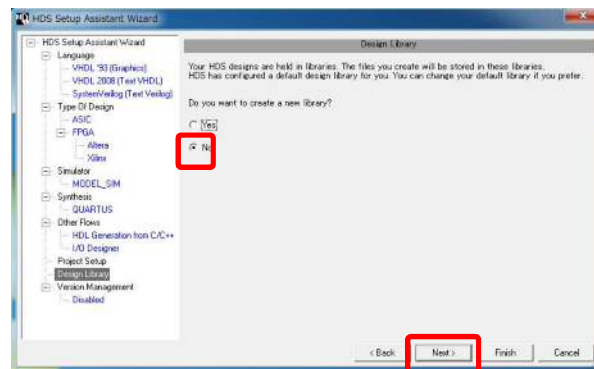 HDS Setup Assistant Wizard
HDS Setup Assistant Wizard
Language
VHDL '93 (Graphics)
VHDL 2008 (Text VHDL)
SystemVerilog (Text Verilog)
Type Of Design
ASIC
FPGA
Altera
Xilinx
Simulator
MODEL_SIM
Synthesis
QUARTUS
Other Flows
HDL Generation from C/C++
I/O Designer
Project Setup
Design Library
Version Management
Disabled
Design Library
Your HDS designs are held in libraries. The files you create will be stored in these libraries.
HDS has configured a default design library for you. You can change your default library if you prefer.
Do you want to create a new library?
Yes
No
< Back
Next >
Finish
Cancel